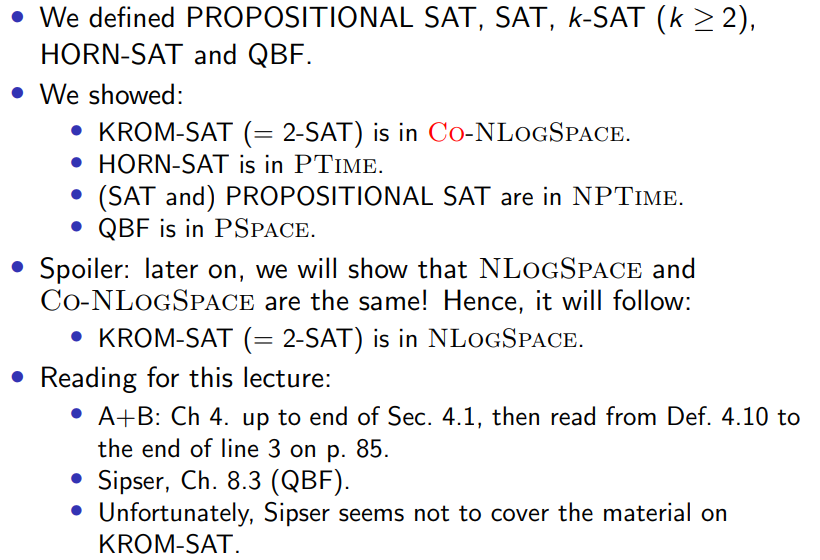 • We defined PROPOSITIONAL SAT, SAT, k-SAT (k ≥ 2),
HORN-SAT and QBF.
• We showed:
• KROM-SAT (= 2-SAT) is in Co-NLogSpace.
• HORN-SAT is in PTime.
• (SAT and) PROPOSITIONAL SAT are in NPTime.
• QBF is in PSpace.
• Spoiler: later on, we will show that NLogSpace and
Co-NLogSpace are the same! Hence, it will follow:
• KROM-SAT (= 2-SAT) is in NLogSpace.
• Reading for this lecture:
• A+B: Ch 4. up to end of Sec. 4.1, then read from Def. 4.10 to
the end of line 3 on p. 85.
• Sipser, Ch. 8.3 (QBF).
• Unfortunately, Sipser seems not to cover the material on
KROM-SAT.